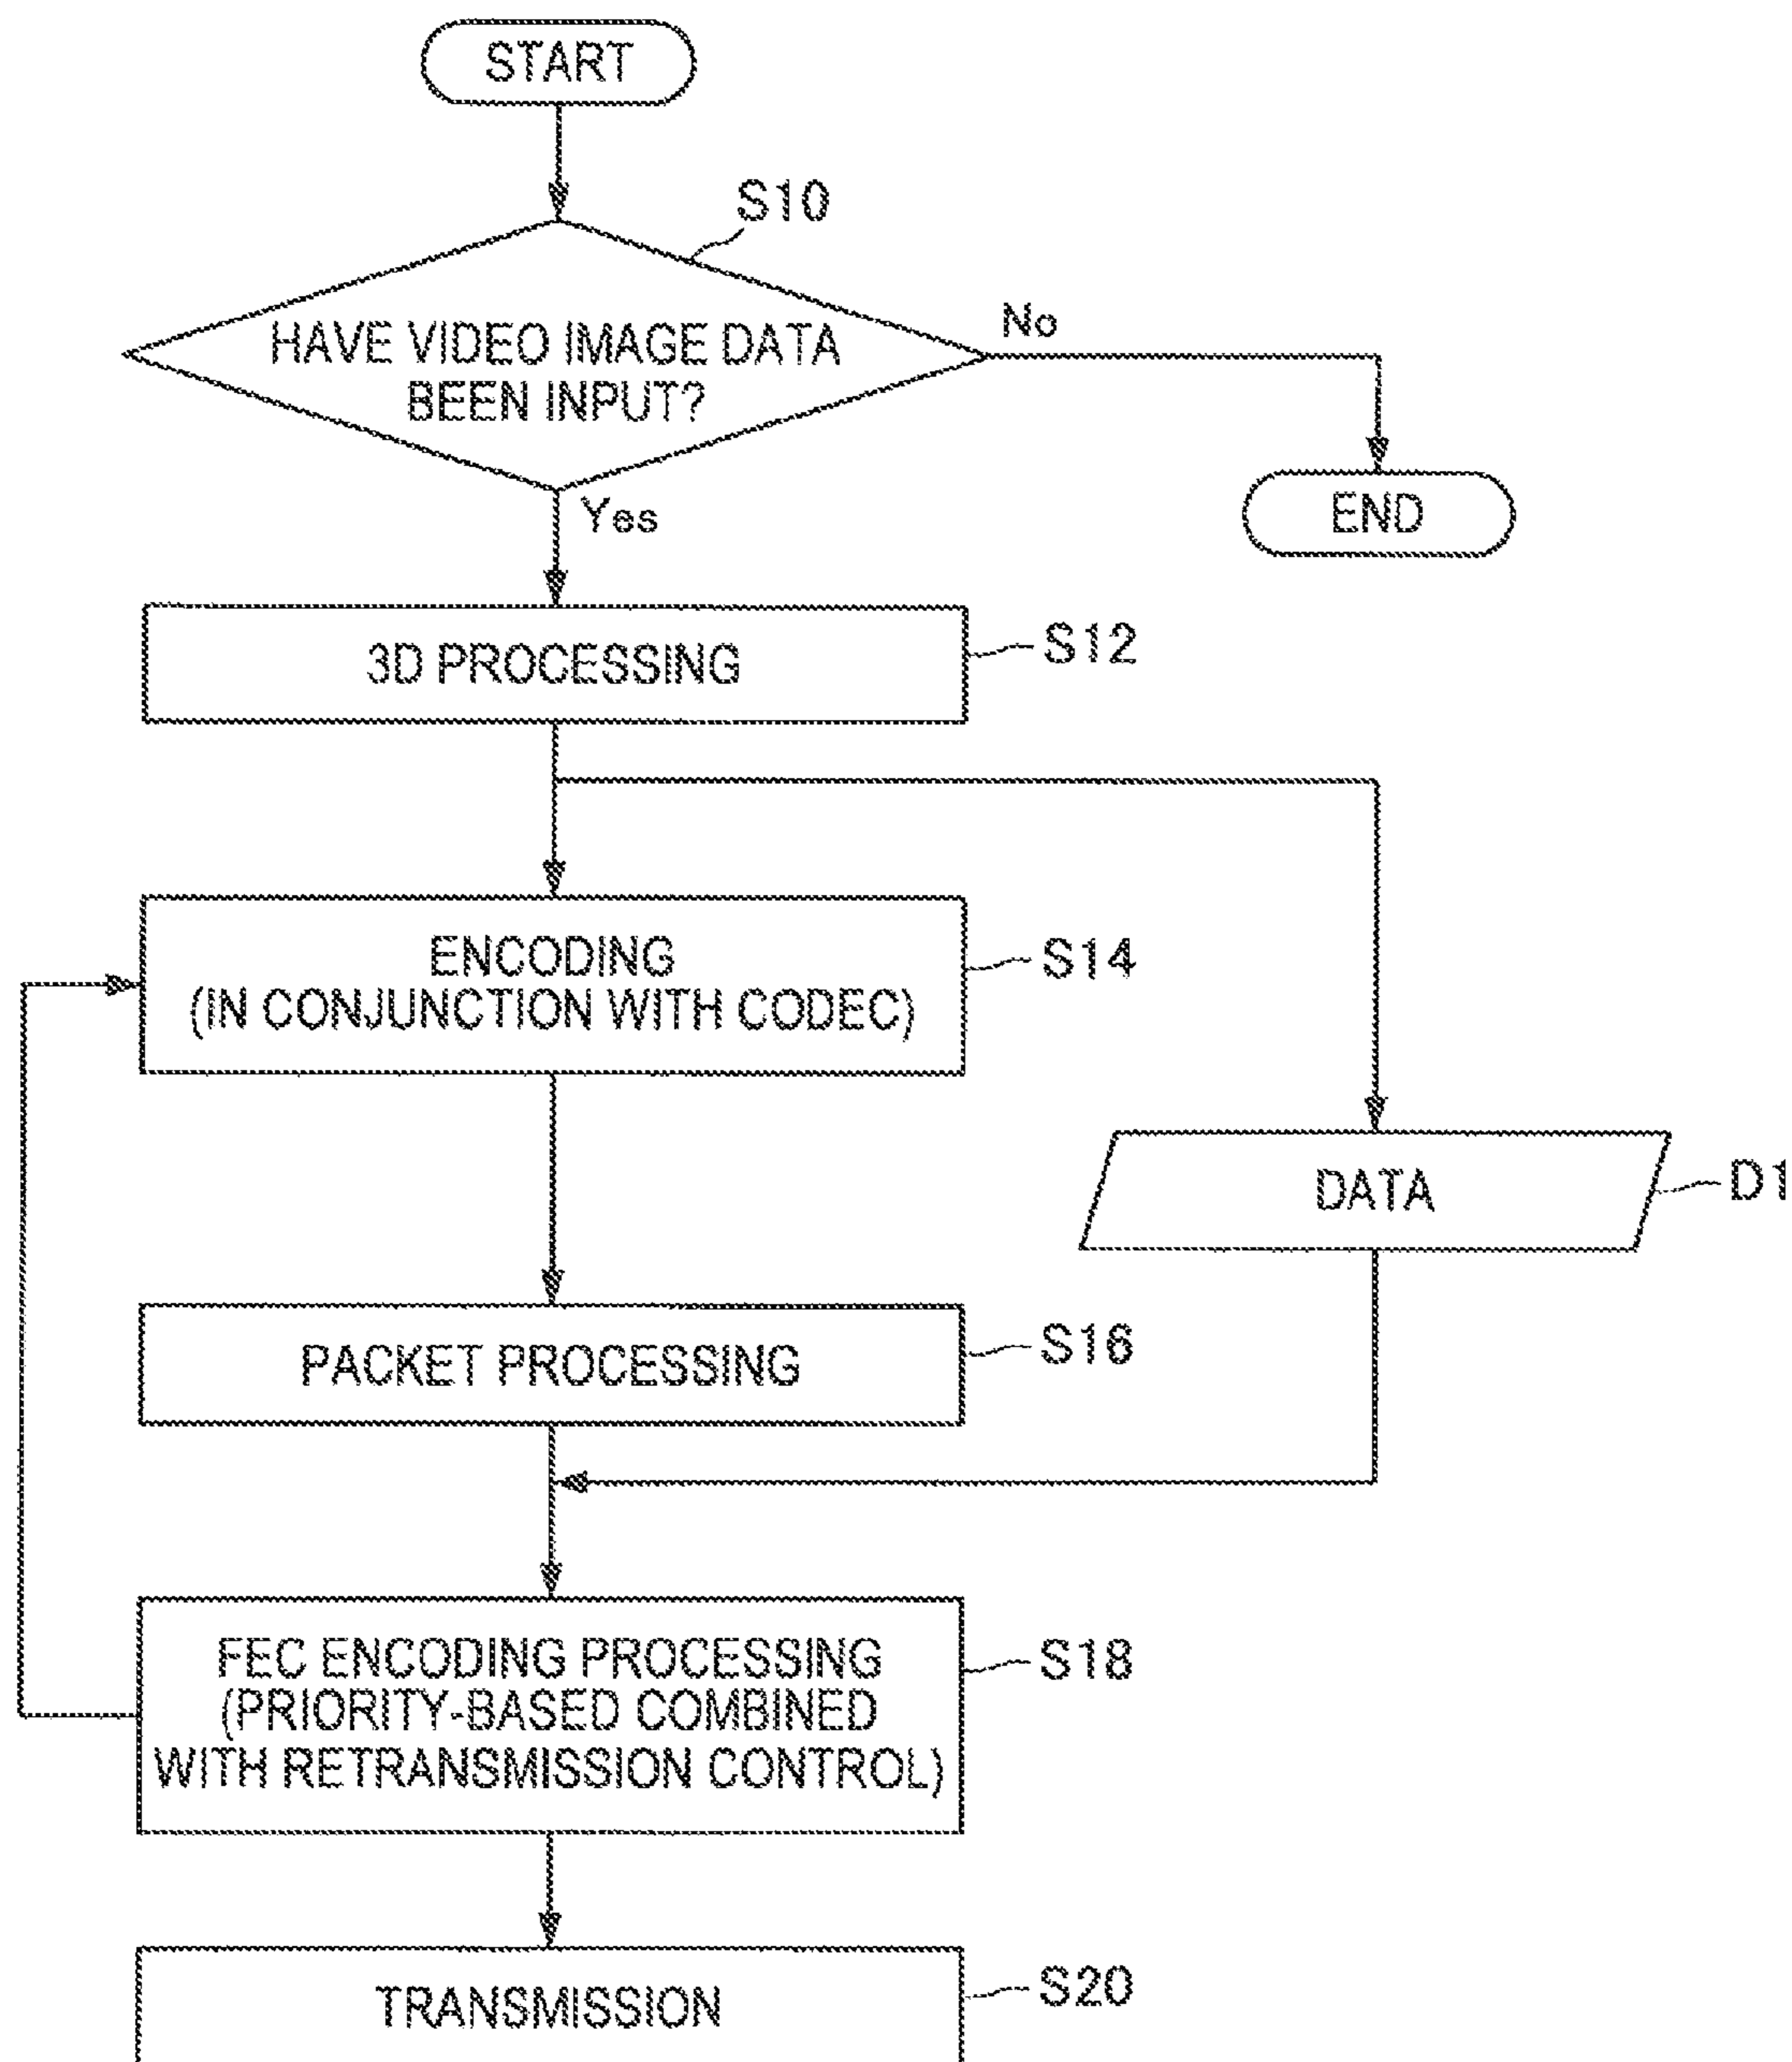 START
S10
HAVE VIDEO IMAGE DATA
BEEN INPUT?
No
Yes
END
3D PROCESSING
S12
ENCODING
(IN CONJUNCTION WITH CODEC)
S14
DATA
D1
PACKET PROCESSING
S16
FEC ENCODING PROCESSING
(PRIORITY-BASED COMBINED
WITH RETRANSMISSION CONTROL)
S18
TRANSMISSION
S20